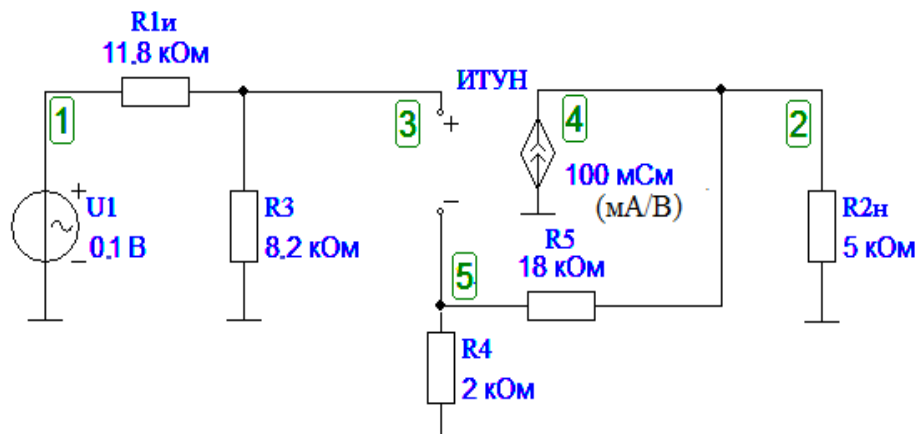 R1и
11.8 кОм
ИТУН
1
3
+
4
2
+
U1
0.1 В
−
R3
8.2 кОм
−
100 мСм
(мА/В)
R2н
5 кОм
R5
18 кОм
5
R4
2 кОм